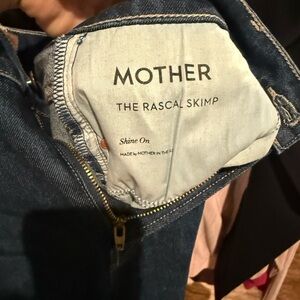 MOTHER
THE RASCAL SKIMP
Shine On
MADE by MOTHER IN THE